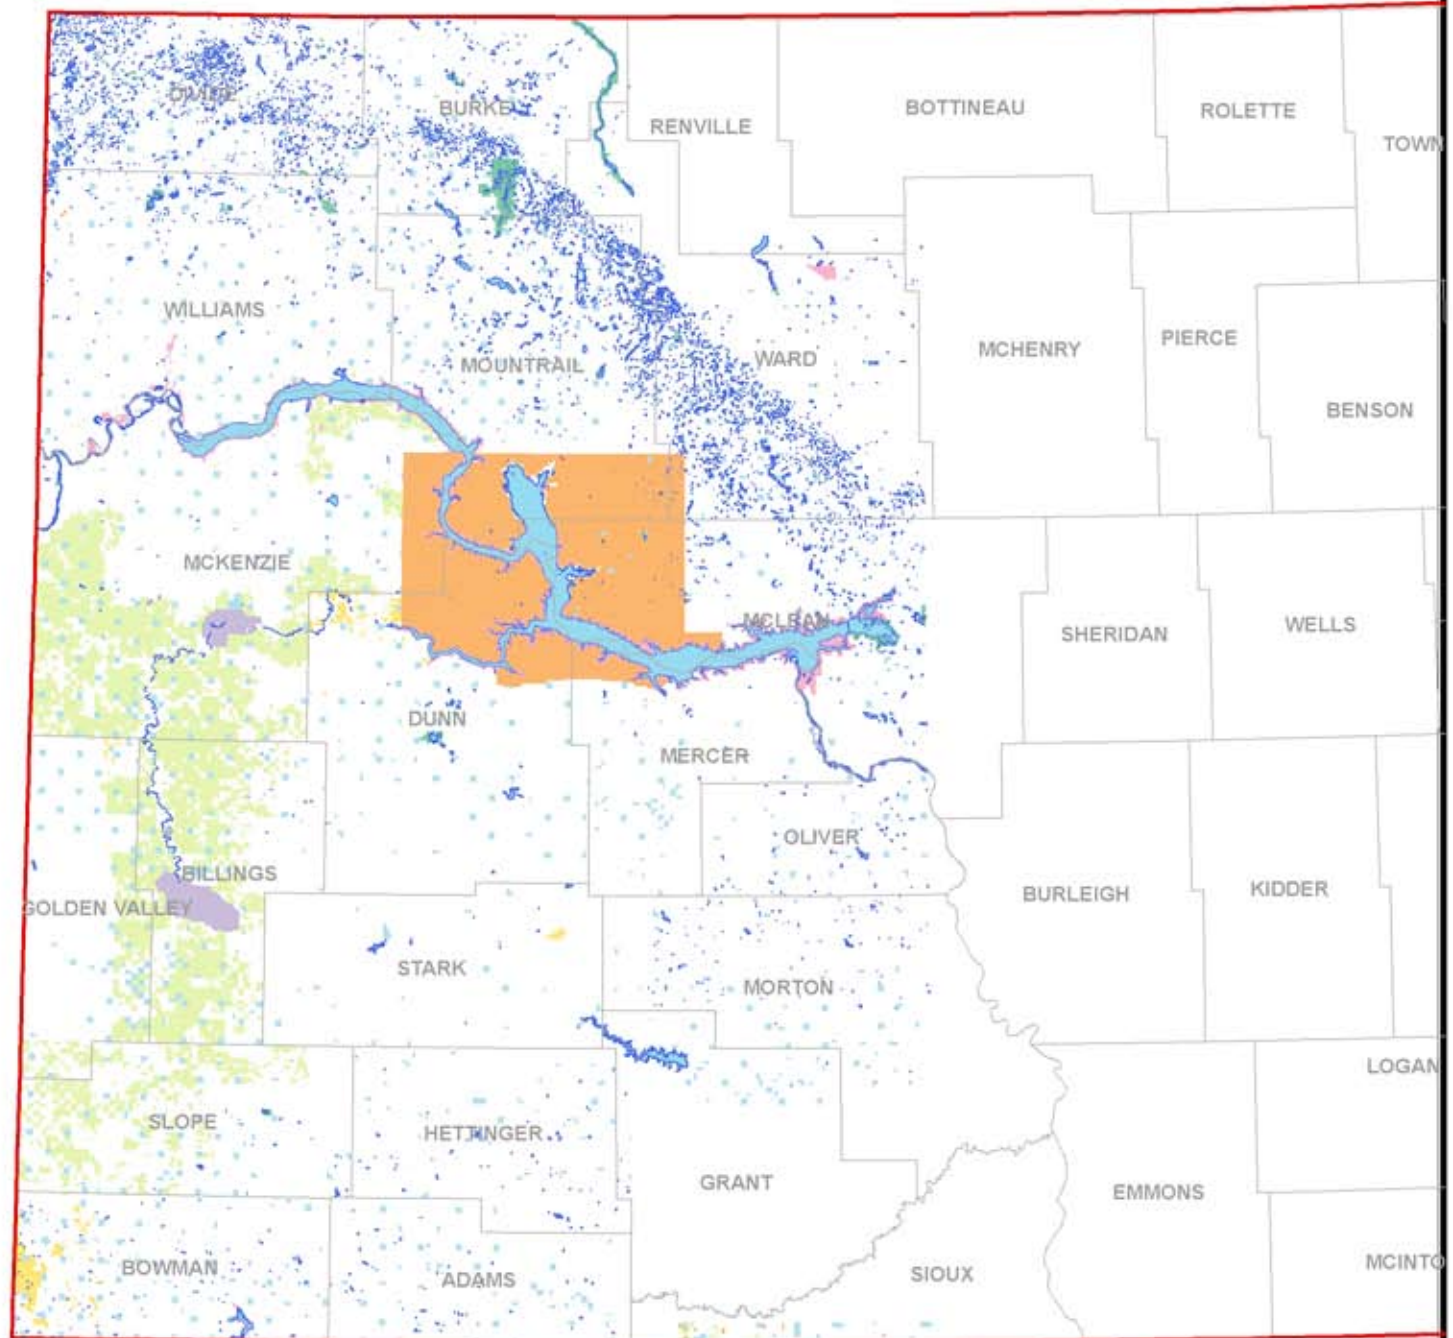 DIVIDE
BURKE
RENVILLE
BOTTINEAU
ROLETTE
TOWN
WILLIAMS
MOUNTRAIL
WARD
MCHENRY
PIERCE
BENSON
MCKENZIE
MCLEAN
SHERIDAN
WELLS
DUNN
MERCER
OLIVER
BILLINGS
GOLDEN VALLEY
BURLEIGH
KIDDER
STARK
MORTON
LOGAN
SLOPE
HETTINGER
GRANT
EMMONS
BOWMAN
ADAMS
SIOUX
MCINTO